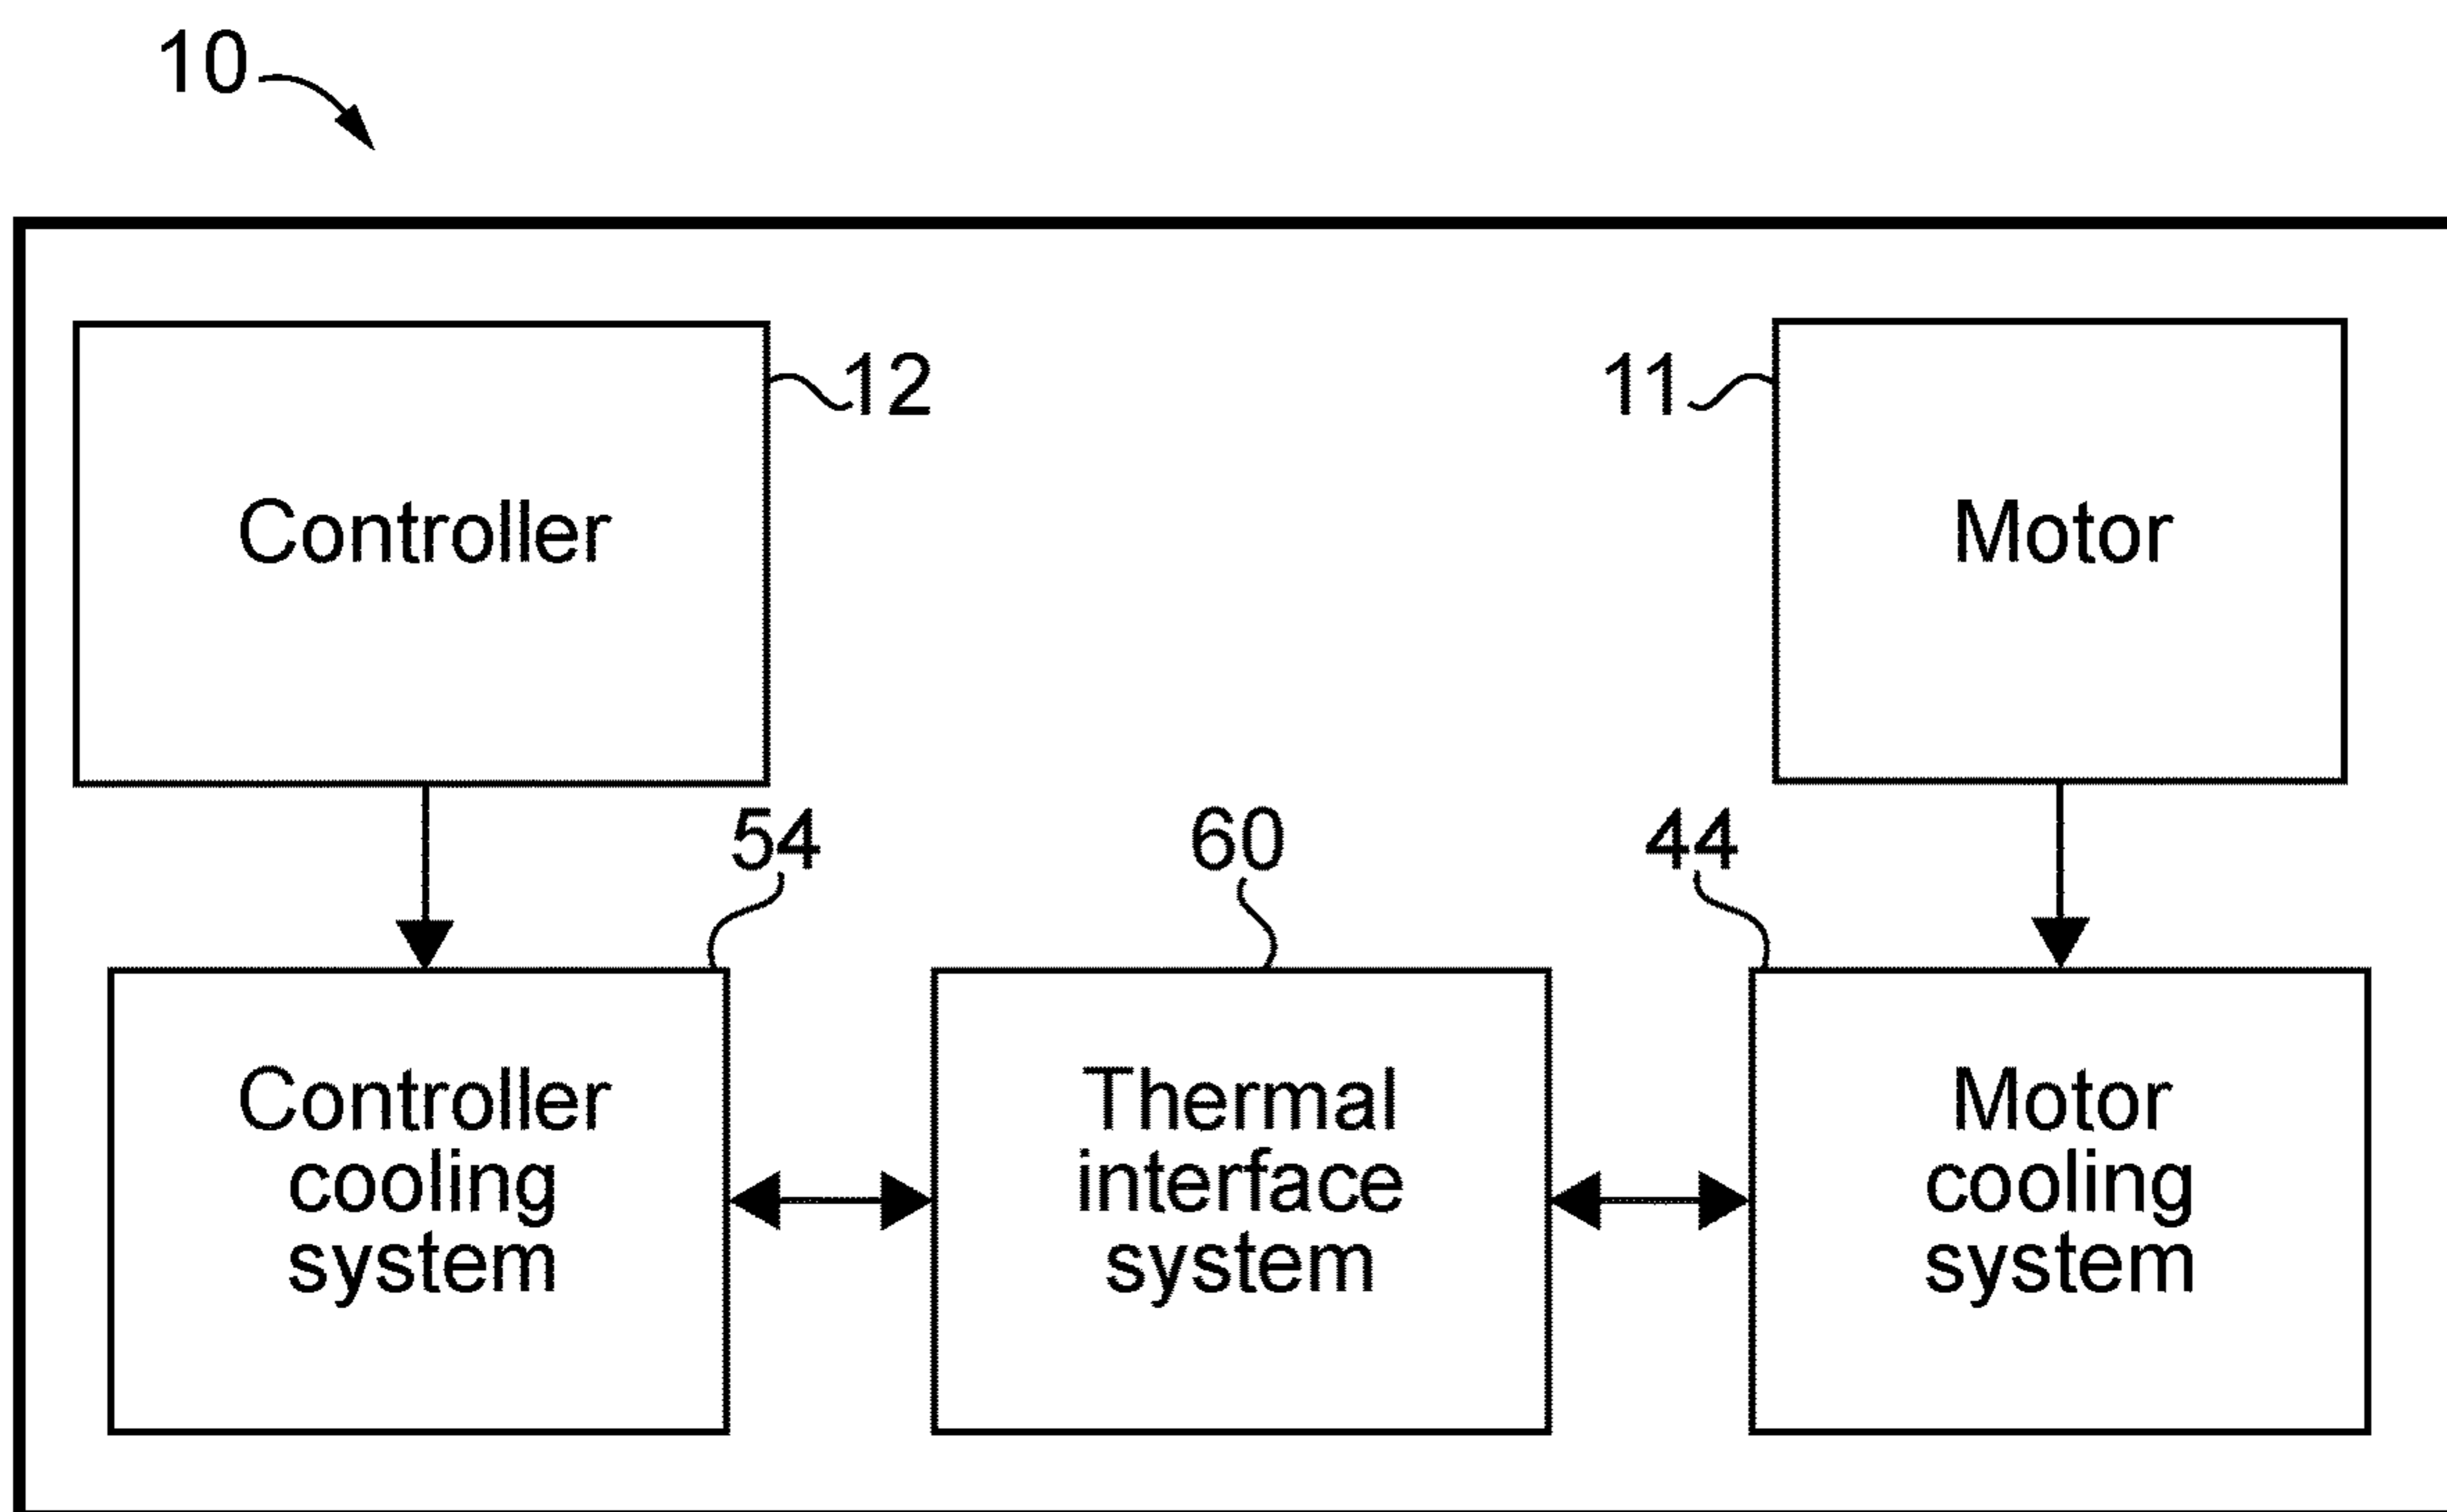 10
12
11
Controller
Motor
54
60
44
Controller
cooling
system
Thermal
interface
system
Motor
cooling
system